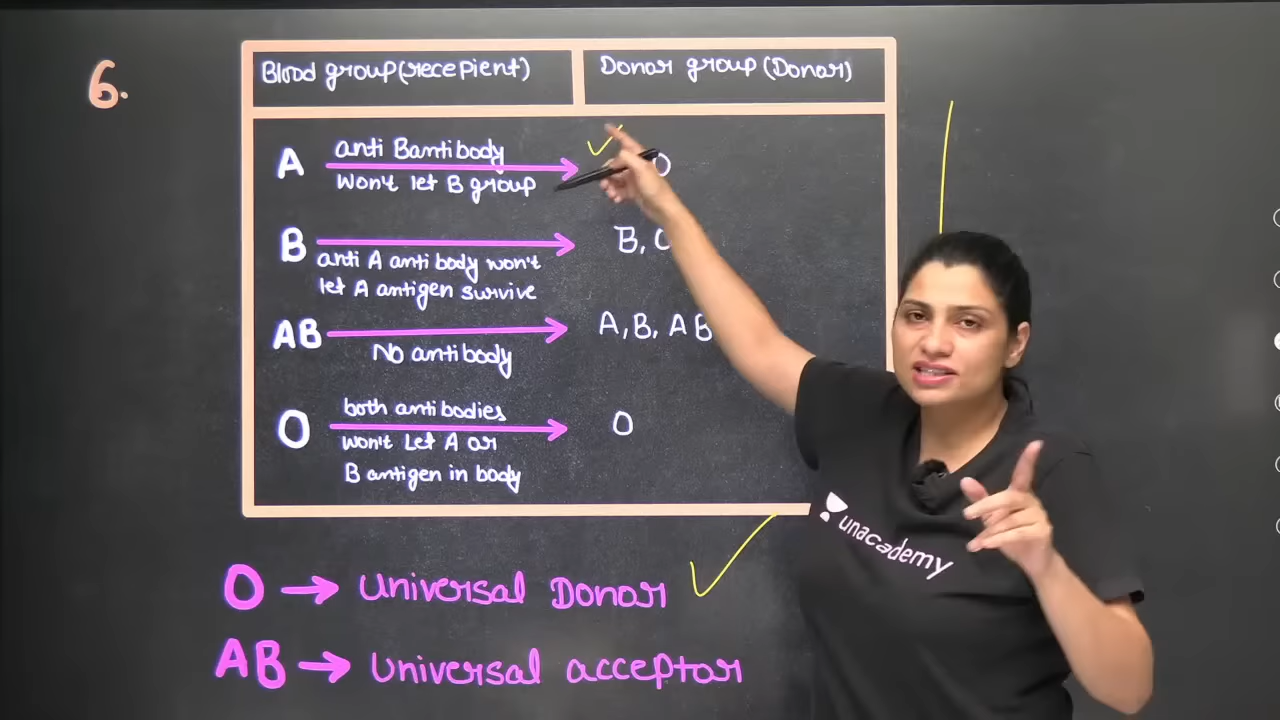 6.
Blood group(recepient)
Donor group (Donor)
A
anti Bantibody
Won't let B group
O
B
anti A anti body won't
let A antigen survive
B,
AB
No antibody
A,B, AB
O
both antibodies
won't Let A or
B antigen in body
O
O → Universal Donor
AB → Universal acceptor
unacademy